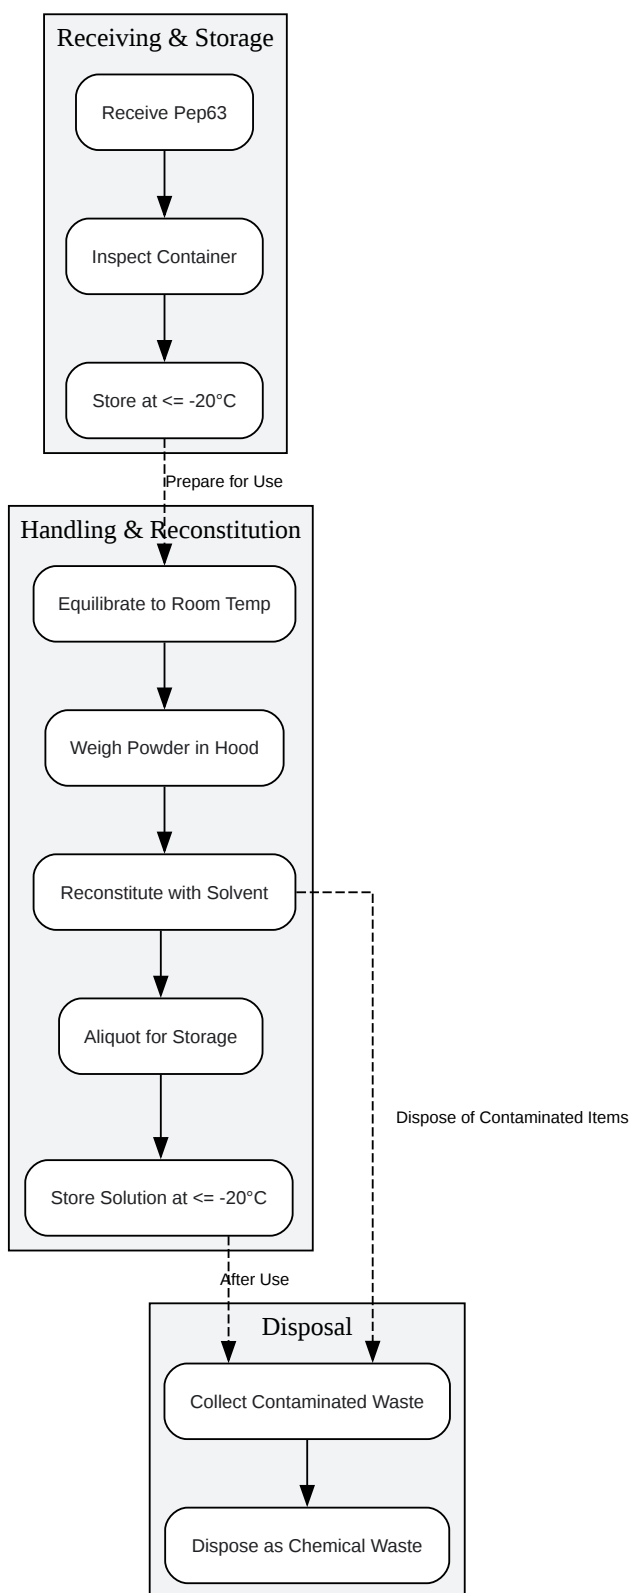 Receiving & Storage
Receive Pep63
Inspect Container
Store at <= -20°C
Prepare for Use
Handling & Reconstitution
Equilibrate to Room Temp
Weigh Powder in Hood
Reconstitute with Solvent
Aliquot for Storage
Dispose of Contaminated Items
Store Solution at <= -20°C
After Use
Disposal
Collect Contaminated Waste
Dispose as Chemical Waste